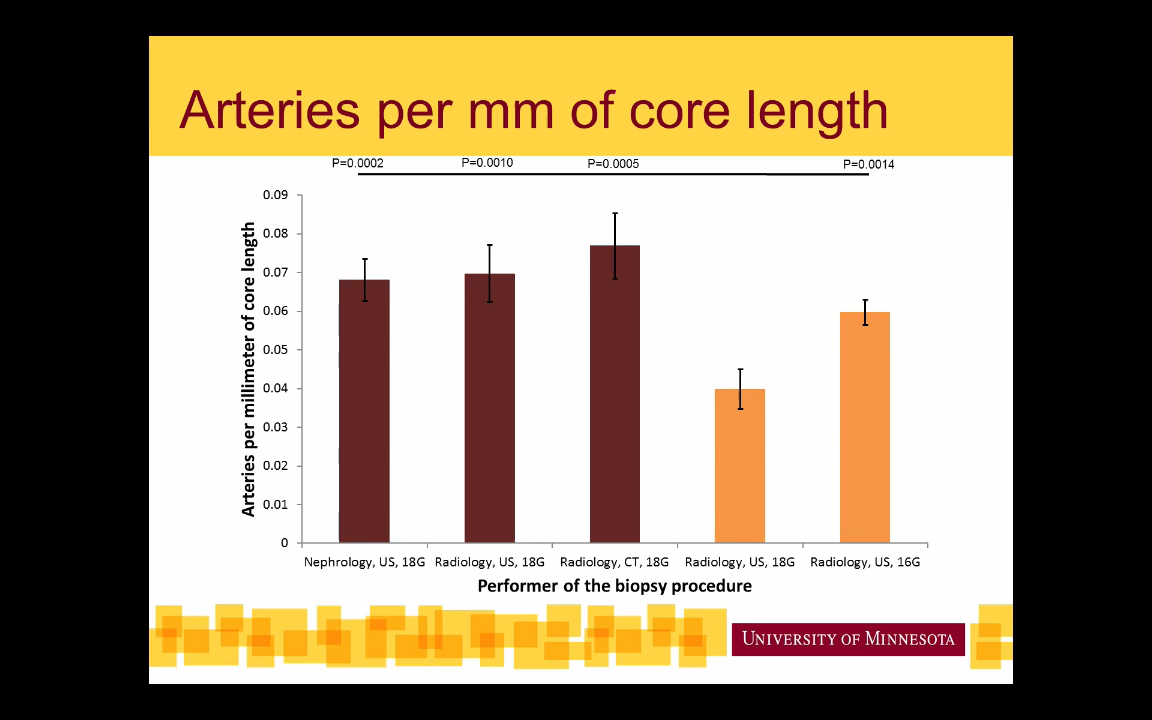 Arteries per mm of core length
P=0.0002 P=0.0010 P=0.0005 P=0.0014
Arteries per millimeter of core length
0.09
0.08
0.07
0.06
0.05
0.04
0.03
0.02
0.01
0
Nephrology, US, 18G Radiology, US, 18G Radiology, CT, 18G Radiology, US, 18G Radiology, US, 16G
Performer of the biopsy procedure
UNIVERSITY OF MINNESOTA